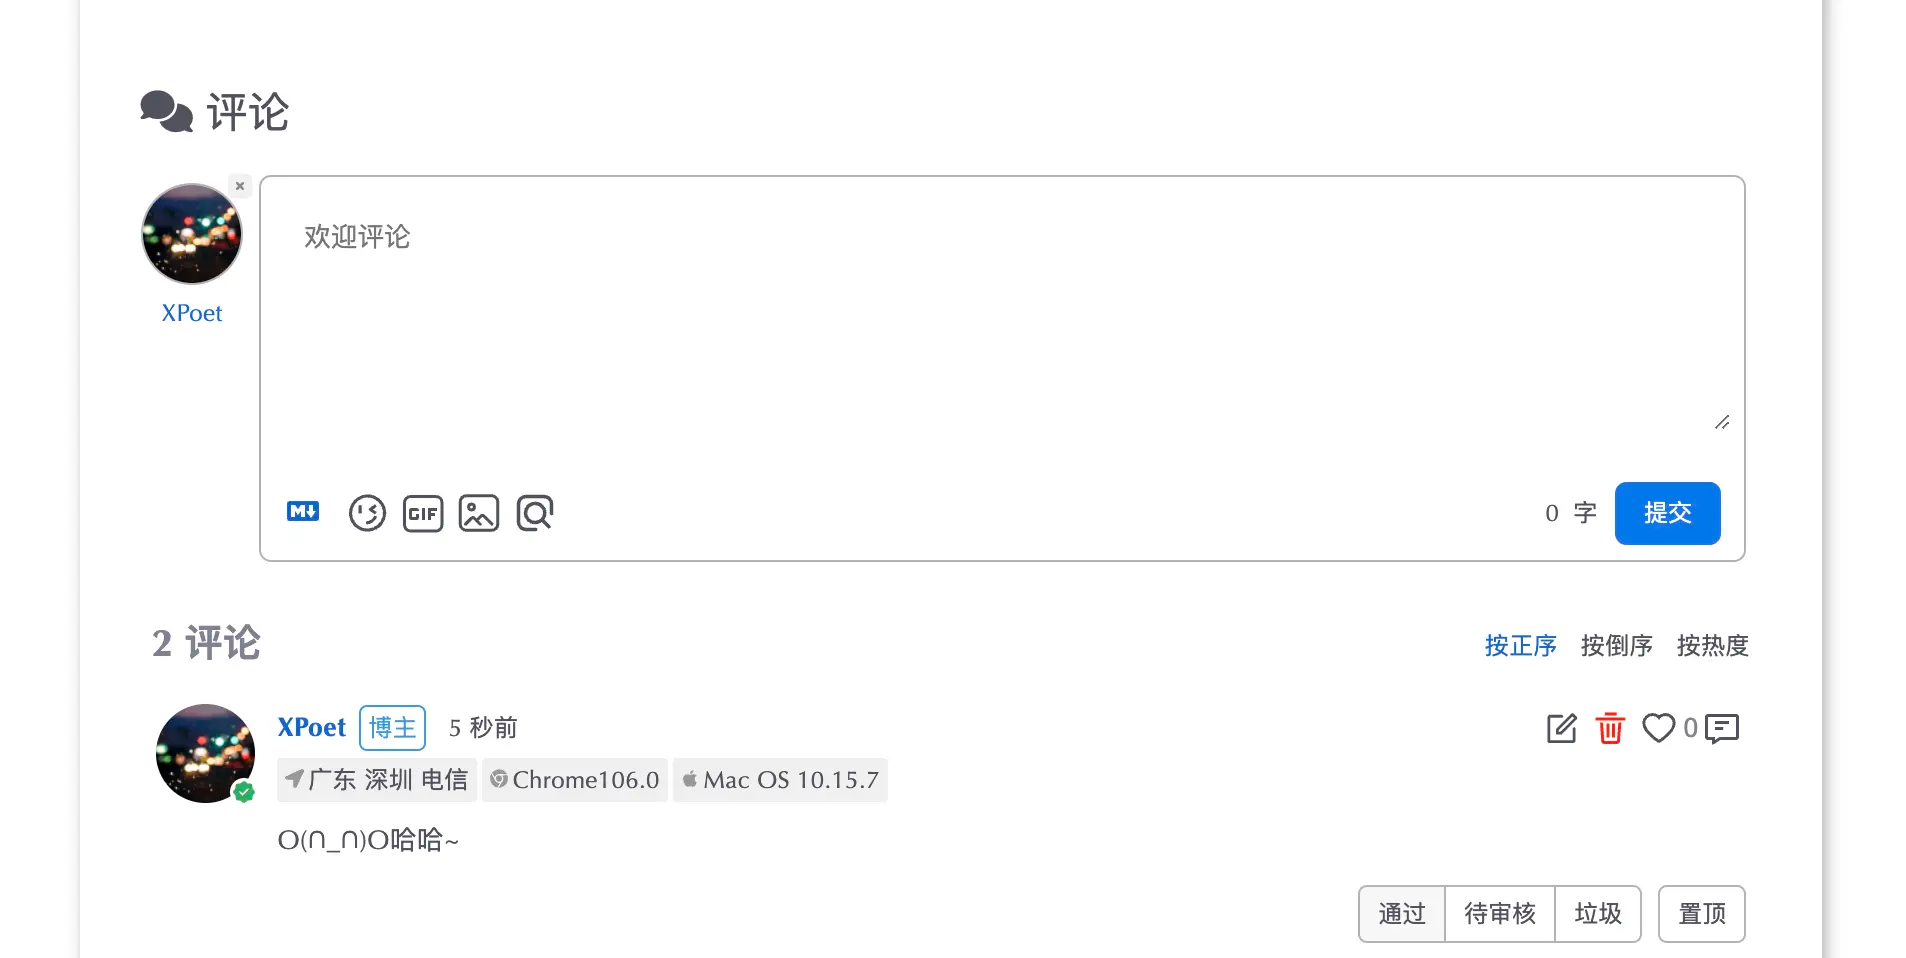 评论
XPoet
欢迎评论
M↓ GIF 0 字 提交
2 评论 按正序 按倒序 按热度
XPoet 博主 5 秒前 0
广东 深圳 电信 Chrome106.0 Mac OS 10.15.7
O(∩_∩)O哈哈~
通过 待审核 垃圾 置顶